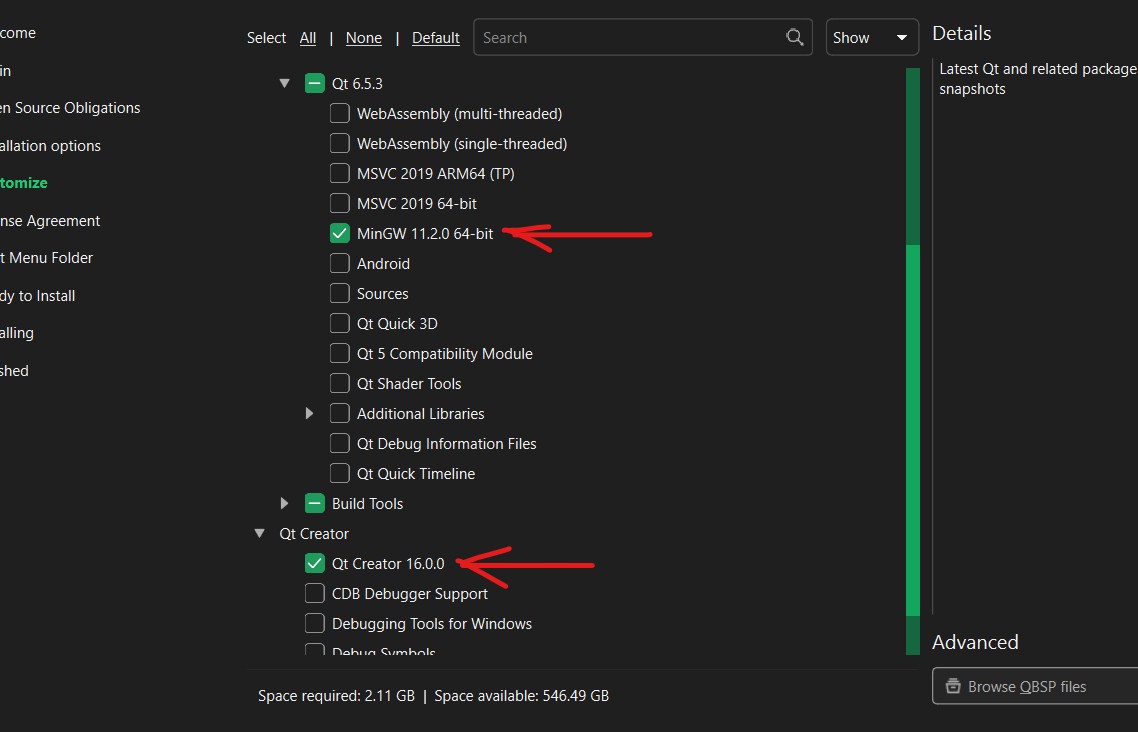 come
in
en Source Obligations
allation options
tomize
nse Agreement
t Menu Folder
dy to Install
alling
shed
Select All | None | Default Search Show
Qt 6.5.3
WebAssembly (multi-threaded)
WebAssembly (single-threaded)
MSVC 2019 ARM64 (TP)
MSVC 2019 64-bit
MinGW 11.2.0 64-bit
Android
Sources
Qt Quick 3D
Qt 5 Compatibility Module
Qt Shader Tools
Additional Libraries
Qt Debug Information Files
Qt Quick Timeline
Build Tools
Qt Creator
Qt Creator 16.0.0
CDB Debugger Support
Debugging Tools for Windows
Debug Symbols
Space required: 2.11 GB | Space available: 546.49 GB
Details
Latest Qt and related package
snapshots
Advanced
Browse QBSP files